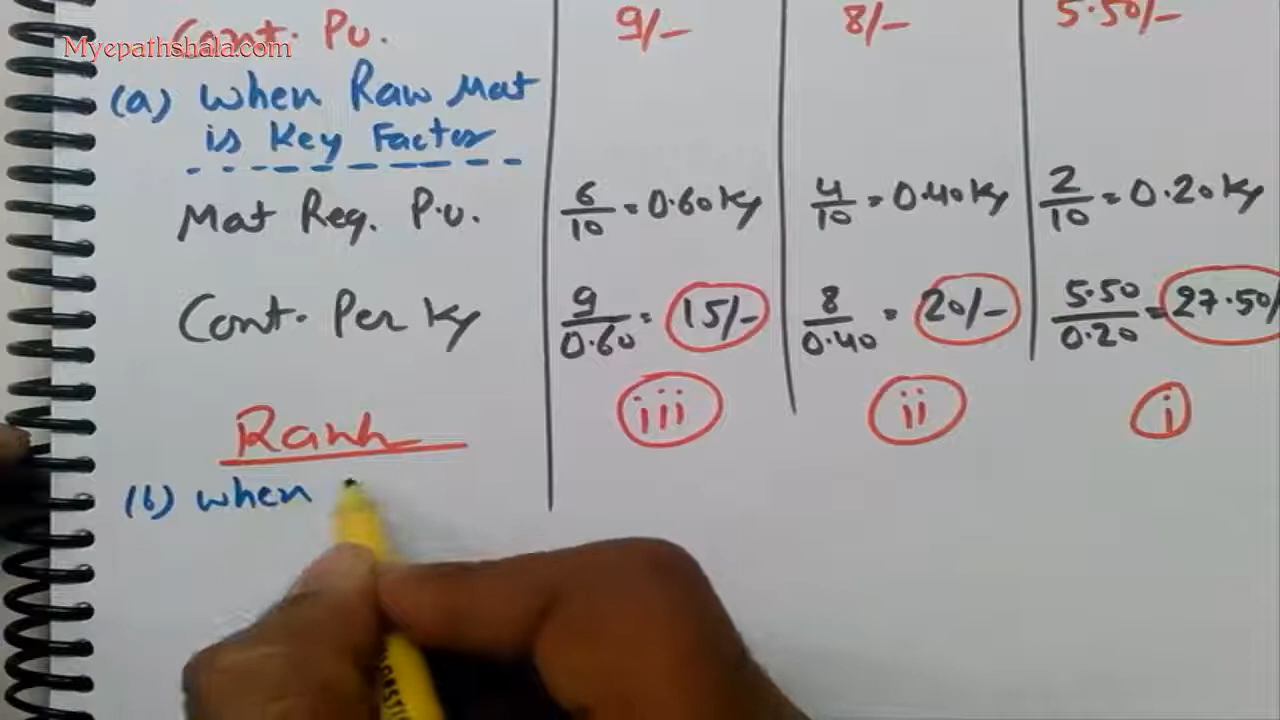 Cont. Pu. 9/- 8/- 5.50/-
Myepathshala.com
(a) When Raw Mat
is Key Factor
Mat Req. P.U. 6/10 = 0.60 Kg 4/10 = 0.40 Kg 2/10 = 0.20 Kg
Cont. Per Kg 9/0.60 = 15/- 8/0.40 = 20/- 5.50/0.20 = 27.50/
Rank iii ii i
(b) when